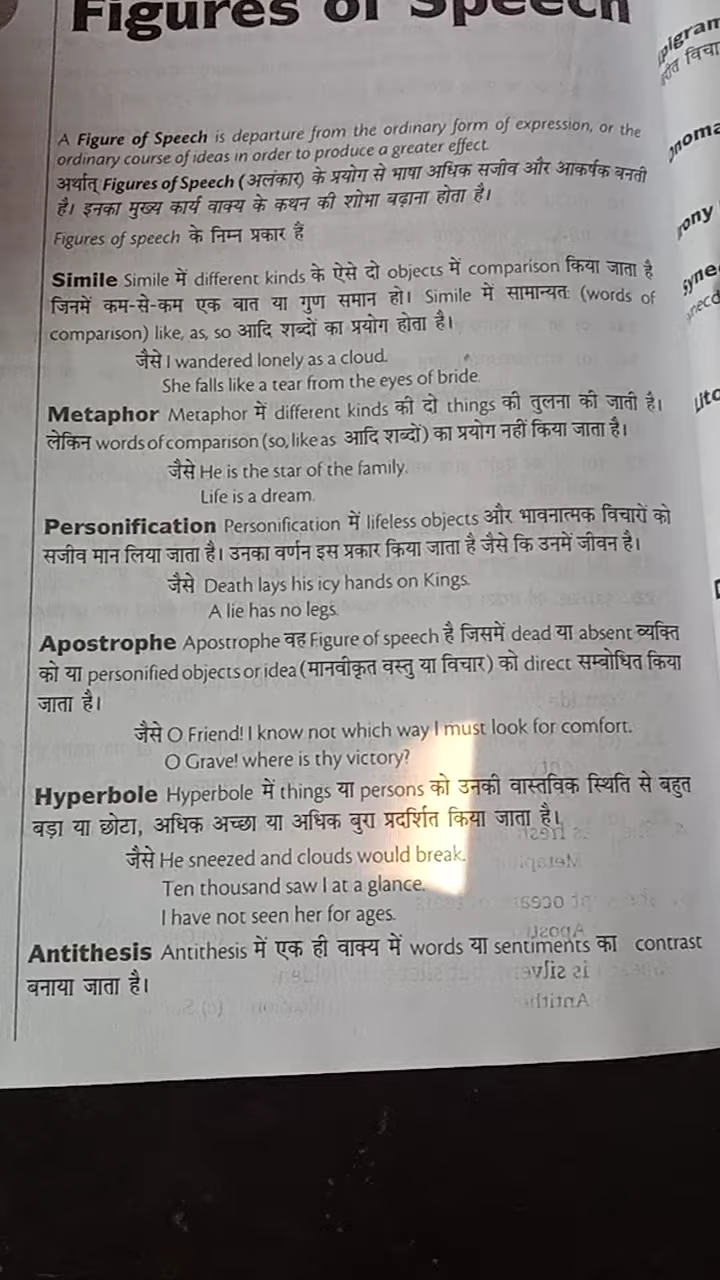 Figures of Speech
A Figure of Speech is departure from the ordinary form of expression, or the
ordinary course of ideas in order to produce a greater effect.
अर्थात् Figures of Speech (अलंकार) के प्रयोग से भाषा अधिक सजीव और आकर्षक बनती
है। इनका मुख्य कार्य वाक्य के कथन की शोभा बढ़ाना होता है।
Figures of speech के निम्न प्रकार हैं
Simile Simile में different kinds के ऐसे दो objects में comparison किया जाता है
जिनमें कम-से-कम एक बात या गुण समान हो। Simile में सामान्यतः (words of
comparison) like, as, so आदि शब्दों का प्रयोग होता है।
जैसे I wandered lonely as a cloud.
She falls like a tear from the eyes of bride.
Metaphor Metaphor में different kinds की दो things की तुलना की जाती है।
लेकिन words of comparison (so, like as आदि शब्दों) का प्रयोग नहीं किया जाता है।
जैसे He is the star of the family.
Life is a dream.
Personification Personification में lifeless objects और भावनात्मक विचारों को
सजीव मान लिया जाता है। उनका वर्णन इस प्रकार किया जाता है जैसे कि उनमें जीवन है।
जैसे Death lays his icy hands on Kings.
A lie has no legs.
Apostrophe Apostrophe वह Figure of speech है जिसमें dead या absent व्यक्ति
को या personified objects or idea (मानवीकृत वस्तु या विचार) को direct सम्बोधित किया
जाता है।
जैसे O Friend! I know not which way I must look for comfort.
O Grave! where is thy victory?
Hyperbole Hyperbole में things या persons को उनकी वास्तविक स्थिति से बहुत
बड़ा या छोटा, अधिक अच्छा या अधिक बुरा प्रदर्शित किया जाता है।
जैसे He sneezed and clouds would break.
Ten thousand saw I at a glance.
I have not seen her for ages.
Antithesis Antithesis में एक ही वाक्य में words या sentiments का contrast
बनाया जाता है।